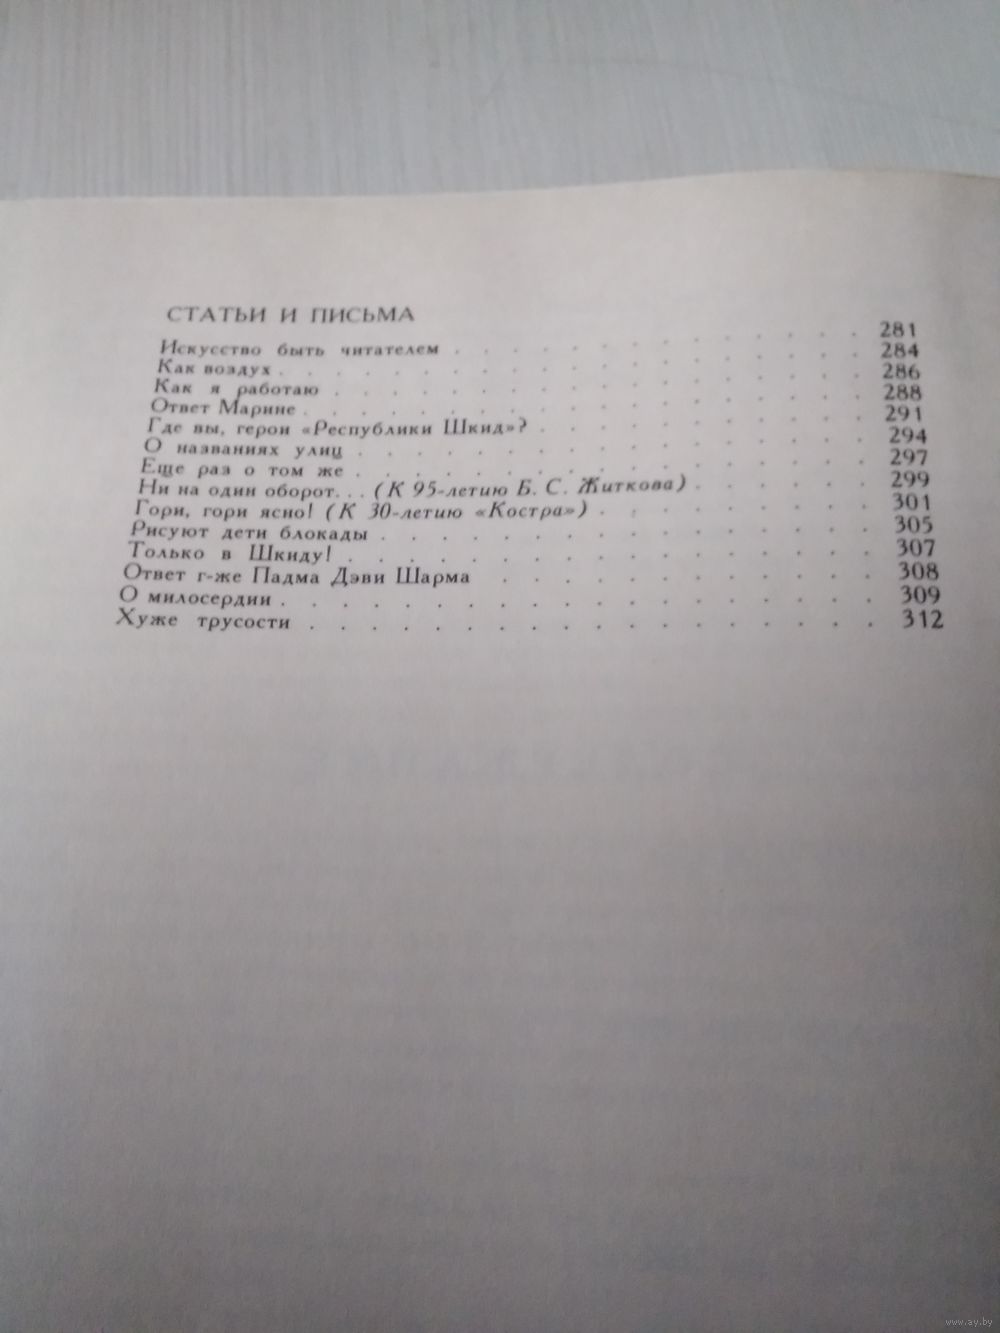 СТАТЬИ И ПИСЬМА
Искусство быть читателем . . . . . . . . . . . . . . 281
Как воздух . . . . . . . . . . . . . . . . . . . . 284
Как я работаю . . . . . . . . . . . . . . . . . . 286
Ответ Марине . . . . . . . . . . . . . . . . . . 288
Где вы, герои «Республики Шкид»? . . . . . . . . . . . 291
О названиях улиц . . . . . . . . . . . . . . . . . 294
Еще раз о том же . . . . . . . . . . . . . . . . . 297
Ни на один оборот... (К 95-летию Б. С. Житкова) . . . . . . 299
Гори, гори ясно! (К 30-летию «Костра») . . . . . . . . . 301
Рисуют дети блокады . . . . . . . . . . . . . . . . 305
Только в Шкиду! . . . . . . . . . . . . . . . . . 307
Ответ г-же Падма Дэви Шарма . . . . . . . . . . . . . 308
О милосердии . . . . . . . . . . . . . . . . . . 309
Хуже трусости . . . . . . . . . . . . . . . . . . 312
www.ay.by